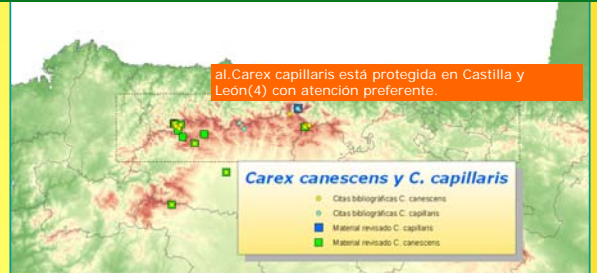 al.Carex capillaris está protegida en Castilla y
León(4) con atención preferente.
Carex canescens y C. capillaris
Citas bibliográficas C. canescens
Citas bibliográficas C. capillaris
Material revisado C. capillaris
Material revisado C. canescens